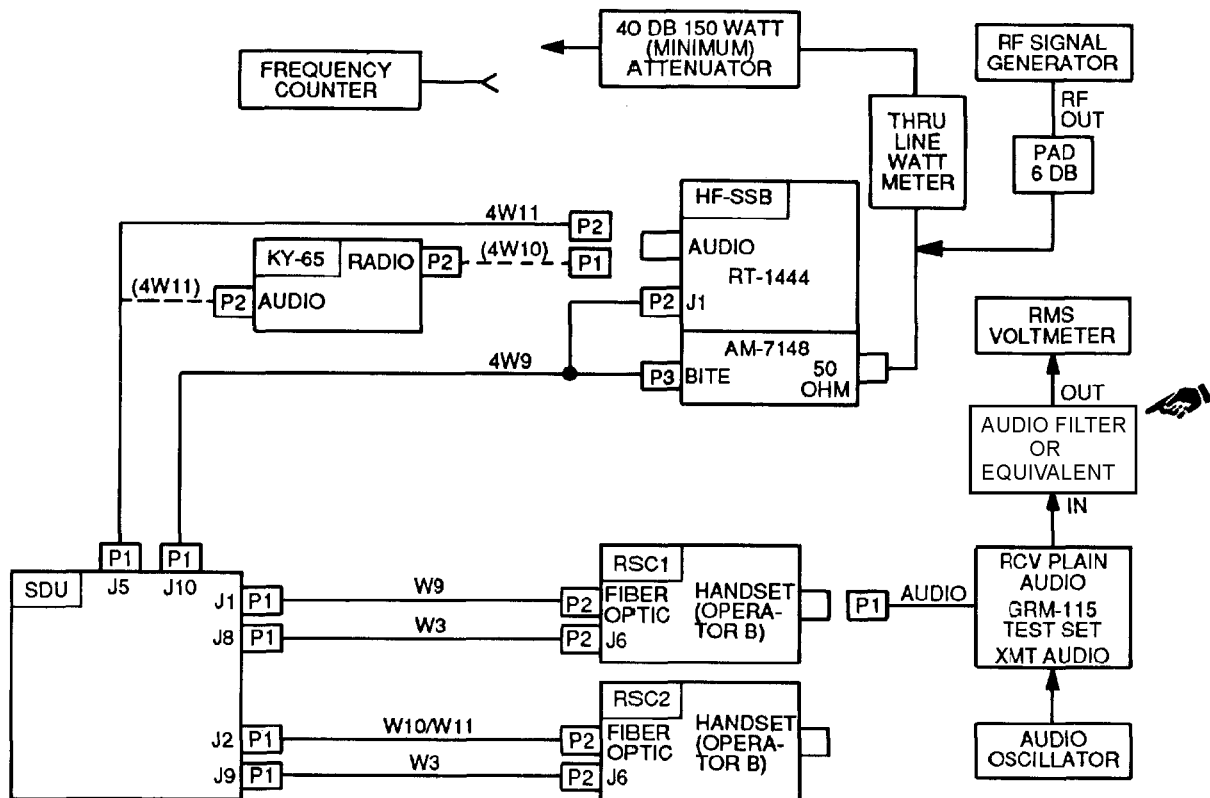 40 DB 150 WATT
(MINIMUM)
ATTENUATOR
RF SIGNAL
GENERATOR
FREQUENCY
COUNTER
RF
OUT
THRU
LINE
WATT
METER
PAD
6 DB
HF-SSB
4W11
P2
AUDIO
KY-65
RADIO
P2
(4W10)
P1
RT-1444
(4W11)
P2
AUDIO
P2
J1
RMS
VOLTMETER
AM-7148
4W9
P3
BITE
50
OHM
OUT
AUDIO FILTER
OR
EQUIVALENT
IN
P1
P1
SDU
J5
J10
RSC1
RCV PLAIN
AUDIO
GRM-115
TEST SET
XMT AUDIO
J1
P1
W9
P2
FIBER
OPTIC
HANDSET
(OPERA-
TOR B)
P1
AUDIO
J8
P1
W3
P2
J6
RSC2
J2
P1
W10/W11
P2
FIBER
OPTIC
HANDSET
(OPERA-
TOR B)
AUDIO
OSCILLATOR
J9
P1
W3
P2
J6